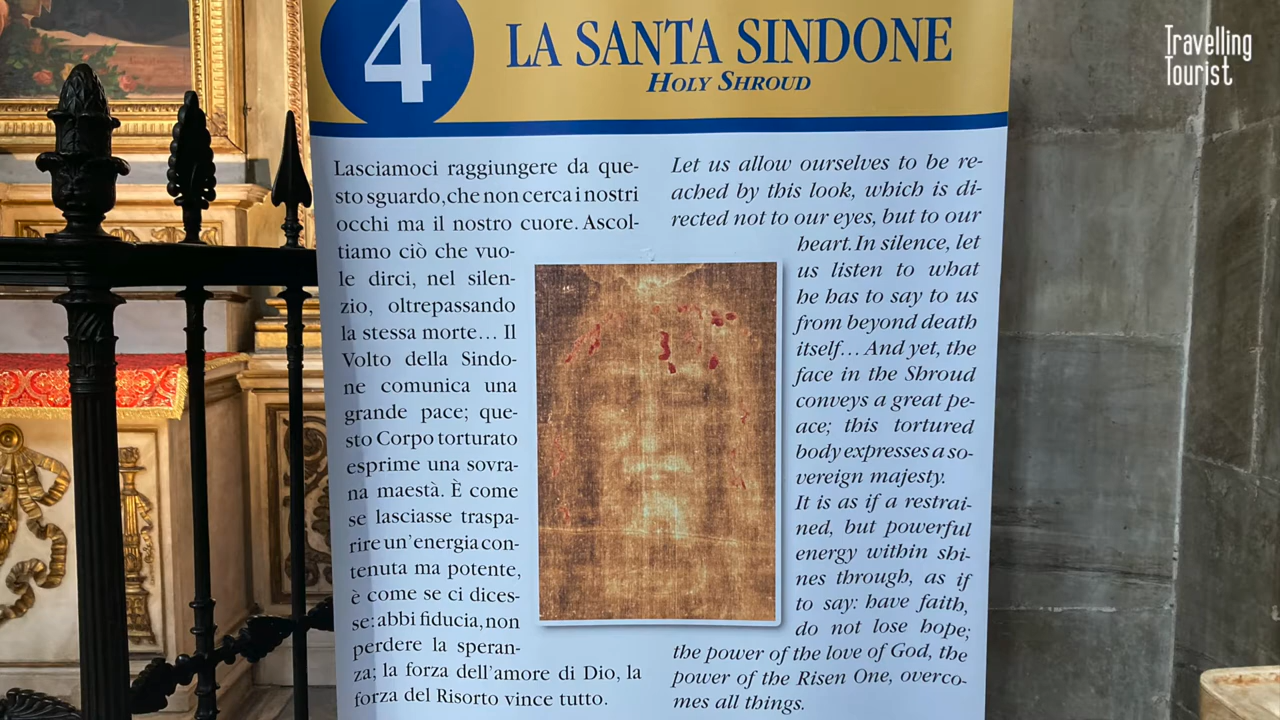 4
LA SANTA SINDONE
HOLY SHROUD
Lasciamoci raggiungere da que-
sto sguardo, che non cerca i nostri
occhi ma il nostro cuore. Ascol-
tiamo ciò che vuo-
le dirci, nel silen-
zio, oltrepassando
la stessa morte... Il
Volto della Sindo-
ne comunica una
grande pace; que-
sto Corpo torturato
esprime una sovra-
na maestà. È come
se lasciasse traspa-
rire un'energia con-
tenuta ma potente,
è come se ci dices-
se: abbi fiducia, non
perdere la speran-
za; la forza dell'amore di Dio, la
forza del Risorto vince tutto.
Let us allow ourselves to be re-
ached by this look, which is di-
rected not to our eyes, but to our
heart. In silence, let
us listen to what
he has to say to us
from beyond death
itself... And yet, the
face in the Shroud
conveys a great pe-
ace; this tortured
body expresses a so-
vereign majesty.
It is as if a restrai-
ned, but powerful
energy within shi-
nes through, as if
to say: have faith,
do not lose hope;
the power of the love of God, the
power of the Risen One, overco-
mes all things.
Travelling
Tourist